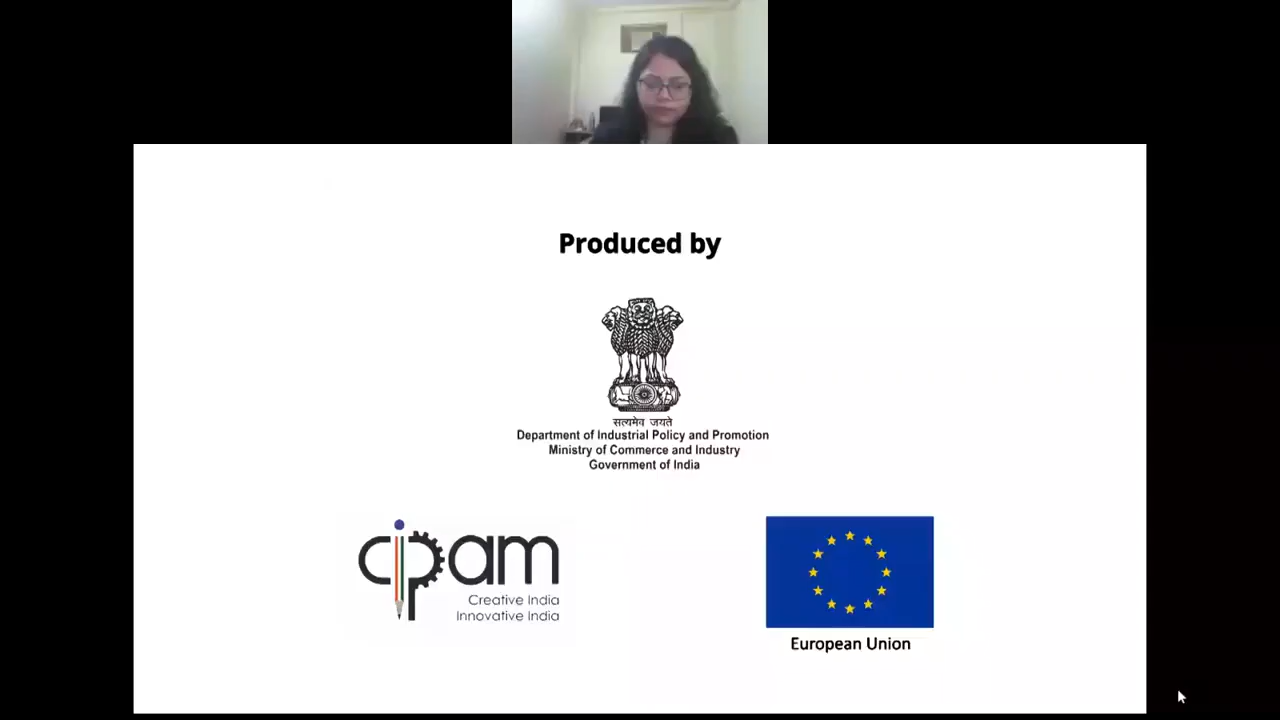 Produced by
सत्यमेव जयते
Department of Industrial Policy and Promotion
Ministry of Commerce and Industry
Government of India
cipam
Creative India
Innovative India
European Union